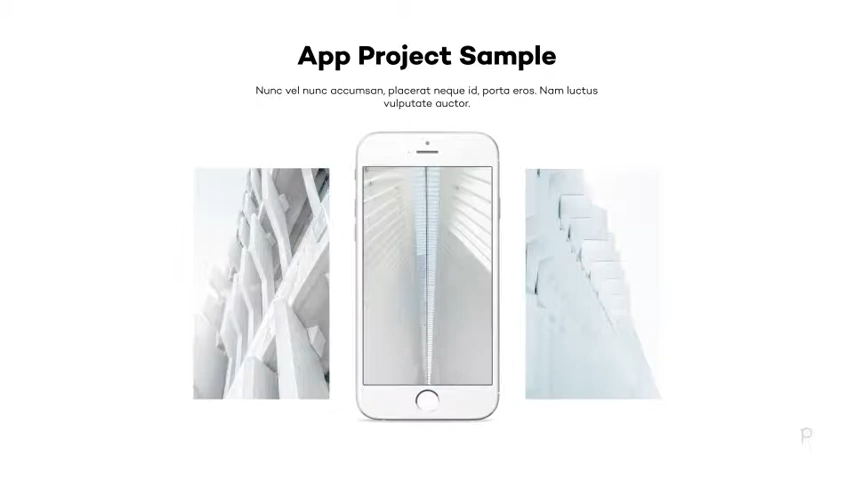 App Project Sample
Nunc vel nunc accumsan, placerat neque id, porta eros. Nam luctus
vulputate auctor.